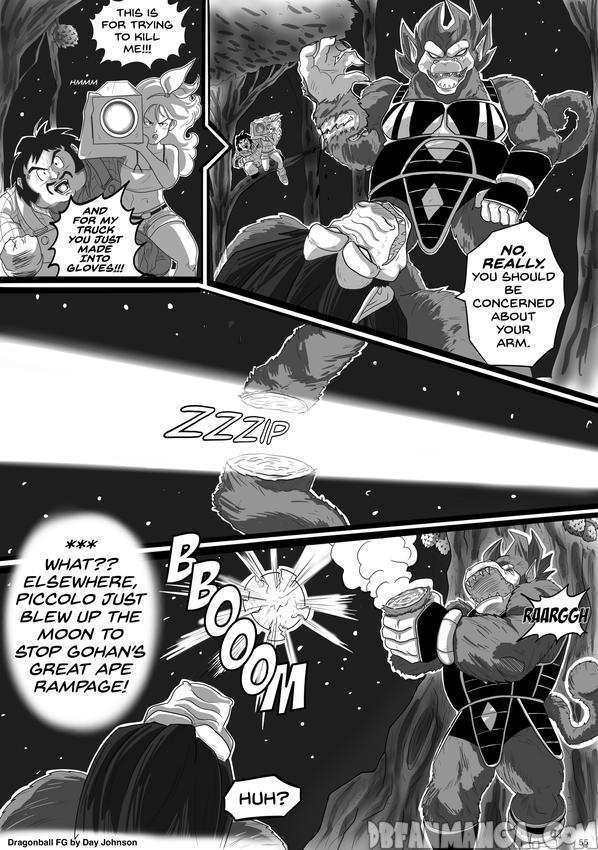 THIS IS
FOR TRYING
TO KILL
ME!!!
HMMM
AND
FOR MY
TRUCK
YOU JUST
MADE
INTO
GLOVES!!!
NO,
REALLY.
YOU SHOULD
BE
CONCERNED
ABOUT
YOUR
ARM.
ZZZZIP
***
WHAT??
ELSEWHERE,
PICCOLO JUST
BLEW UP THE
MOON TO
STOP GOHAN'S
GREAT APE
RAMPAGE!
BBOOOM
RAARGGH
HUH?
Dragonball FG by Day Johnson
DBFANMANGA.COM
55